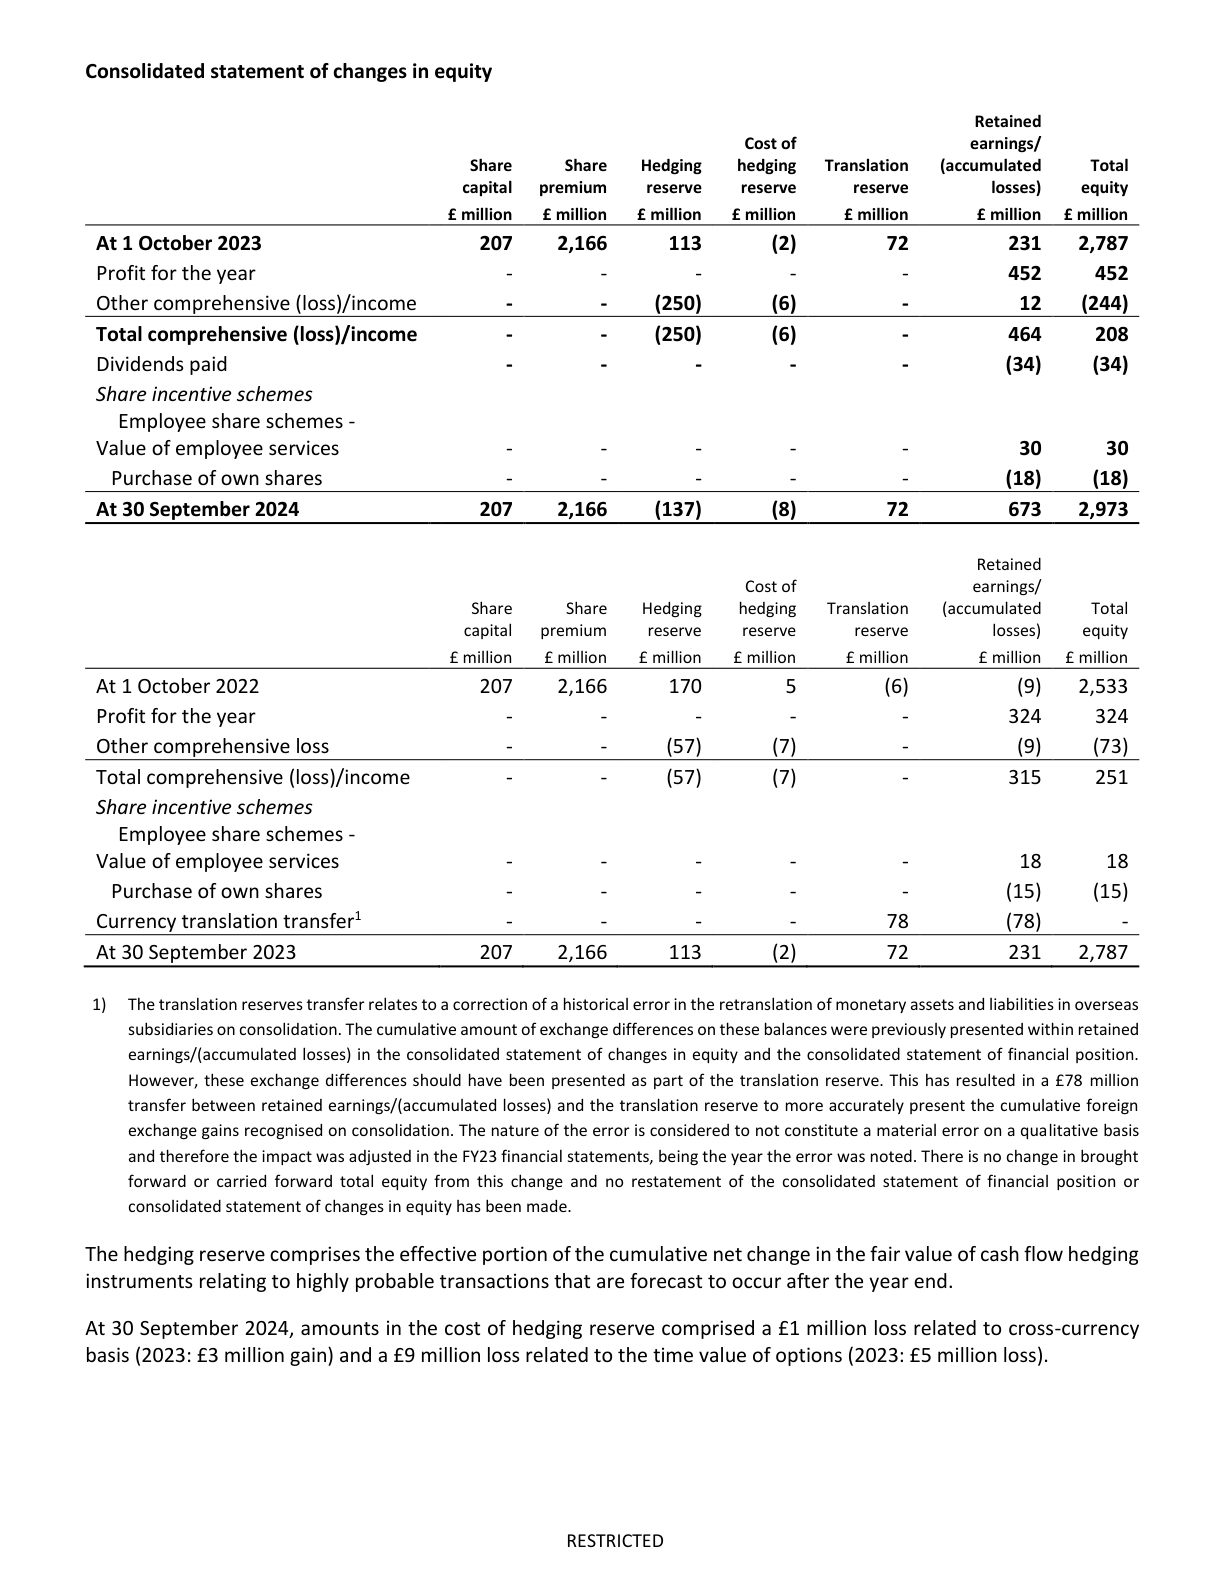 Consolidated statement of changes in equity
Retained
earnings/
Cost of
(accumulated
Share Share Hedging hedging Translation losses) Total
capital premium reserve reserve reserve equity
£ million £ million £ million £ million £ million £ million £ million
At 1 October 2023 207 2,166 113 (2) 72 231 2,787
Profit for the year - - - - - 452 452
Other comprehensive (loss)/income - - (250) (6) - 12 (244)
Total comprehensive (loss)/income - - (250) (6) - 464 208
Dividends paid - - - - - (34) (34)
Share incentive schemes
Employee share schemes -
Value of employee services - - - - - 30 30
Purchase of own shares - - - - - (18) (18)
At 30 September 2024 207 2,166 (137) (8) 72 673 2,973
Retained
earnings/
Cost of
(accumulated
Share Share Hedging hedging Translation losses) Total
capital premium reserve reserve reserve equity
£ million £ million £ million £ million £ million £ million £ million
At 1 October 2022 207 2,166 170 5 (6) (9) 2,533
Profit for the year - - - - - 324 324
Other comprehensive loss - - (57) (7) - (9) (73)
Total comprehensive (loss)/income - - (57) (7) - 315 251
Share incentive schemes
Employee share schemes -
Value of employee services - - - - - 18 18
Purchase of own shares - - - - - (15) (15)
Currency translation transfer1 - - - - 78 (78) -
At 30 September 2023 207 2,166 113 (2) 72 231 2,787
1) The translation reserves transfer relates to a correction of a historical error in the retranslation of monetary assets and liabilities in overseas
subsidiaries on consolidation. The cumulative amount of exchange differences on these balances were previously presented within retained
earnings/(accumulated losses) in the consolidated statement of changes in equity and the consolidated statement of financial position.
However, these exchange differences should have been presented as part of the translation reserve. This has resulted in a £78 million
transfer between retained earnings/(accumulated losses) and the translation reserve to more accurately present the cumulative foreign
exchange gains recognised on consolidation. The nature of the error is considered to not constitute a material error on a qualitative basis
and therefore the impact was adjusted in the FY23 financial statements, being the year the error was noted. There is no change in brought
forward or carried forward total equity from this change and no restatement of the consolidated statement of financial position or
consolidated statement of changes in equity has been made.
The hedging reserve comprises the effective portion of the cumulative net change in the fair value of cash flow hedging
instruments relating to highly probable transactions that are forecast to occur after the year end.
At 30 September 2024, amounts in the cost of hedging reserve comprised a £1 million loss related to cross-currency
basis (2023: £3 million gain) and a £9 million loss related to the time value of options (2023: £5 million loss).
RESTRICTED